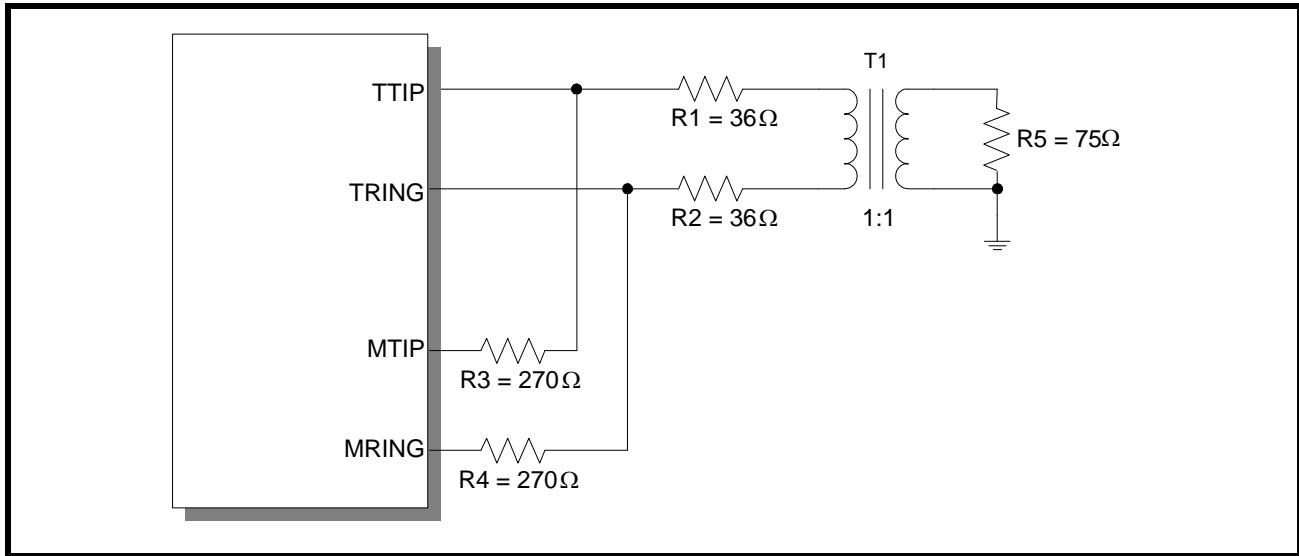 T1
TTIP
R1 = 36Ω
R5 = 75Ω
TRING
R2 = 36Ω
1:1
MTIP
R3 = 270Ω
MRING
R4 = 270Ω